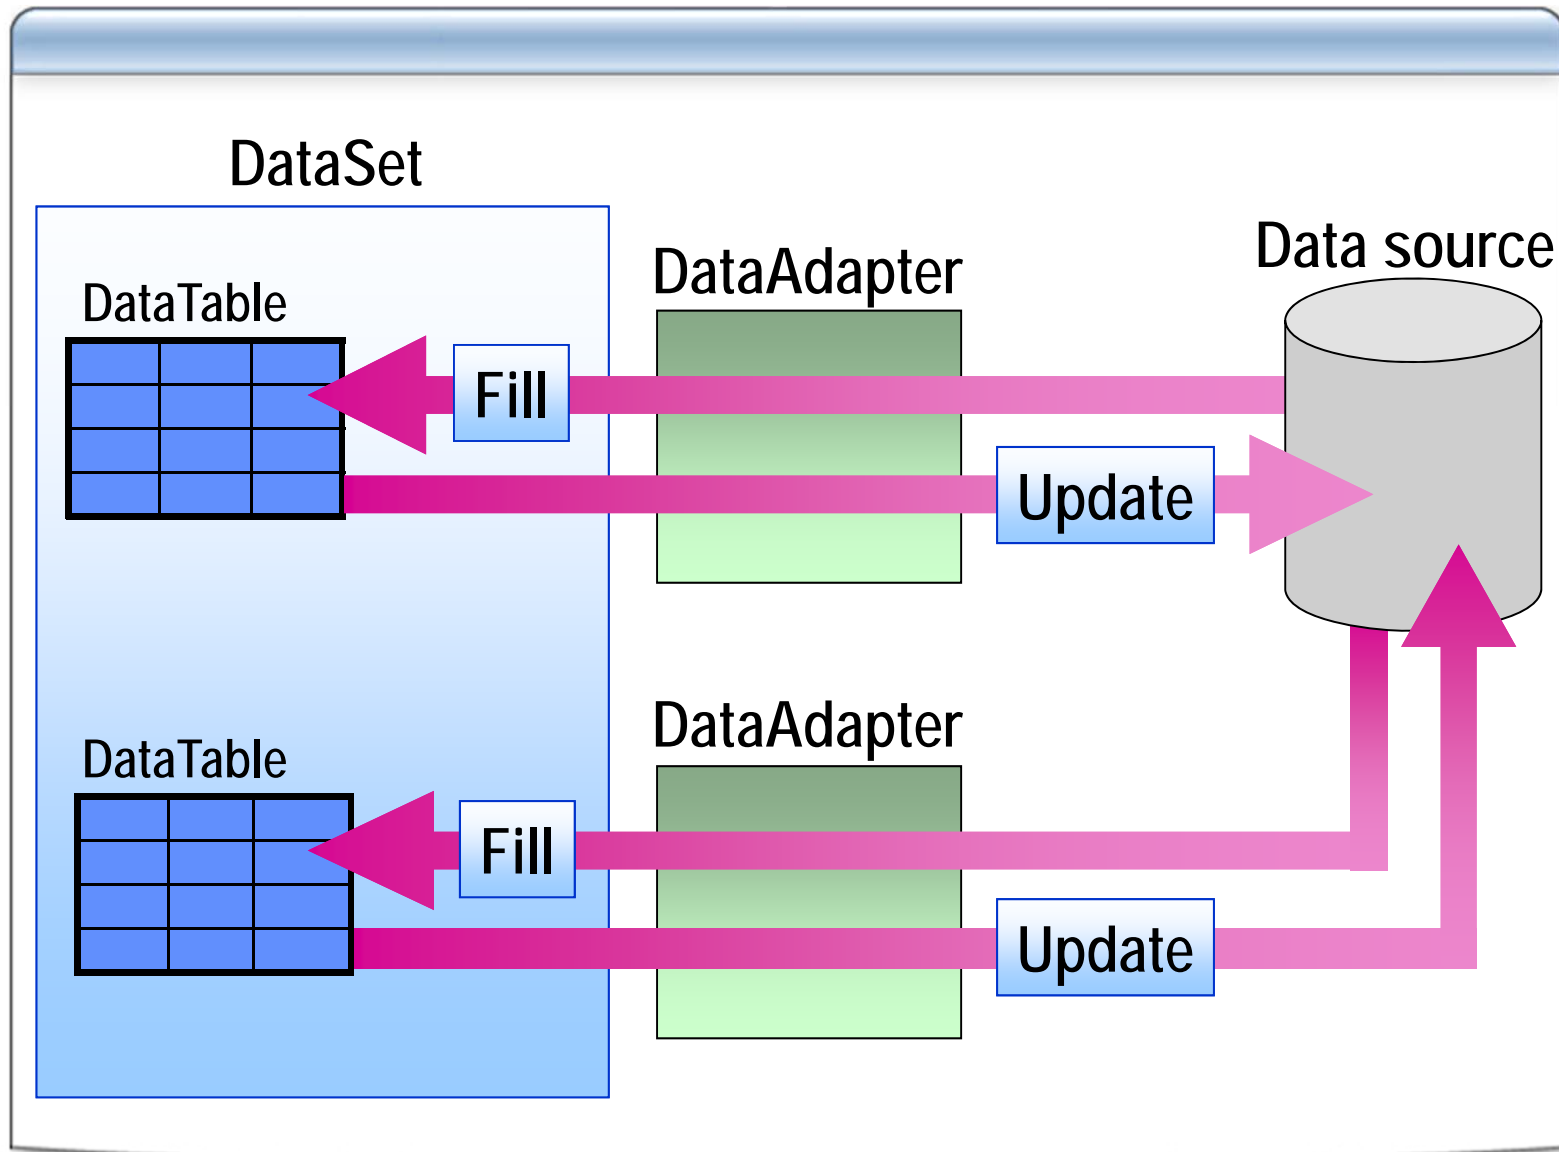 DataSet
DataAdapter
Data source
DataTable
Fill
Update
DataAdapter
DataTable
Fill
Update